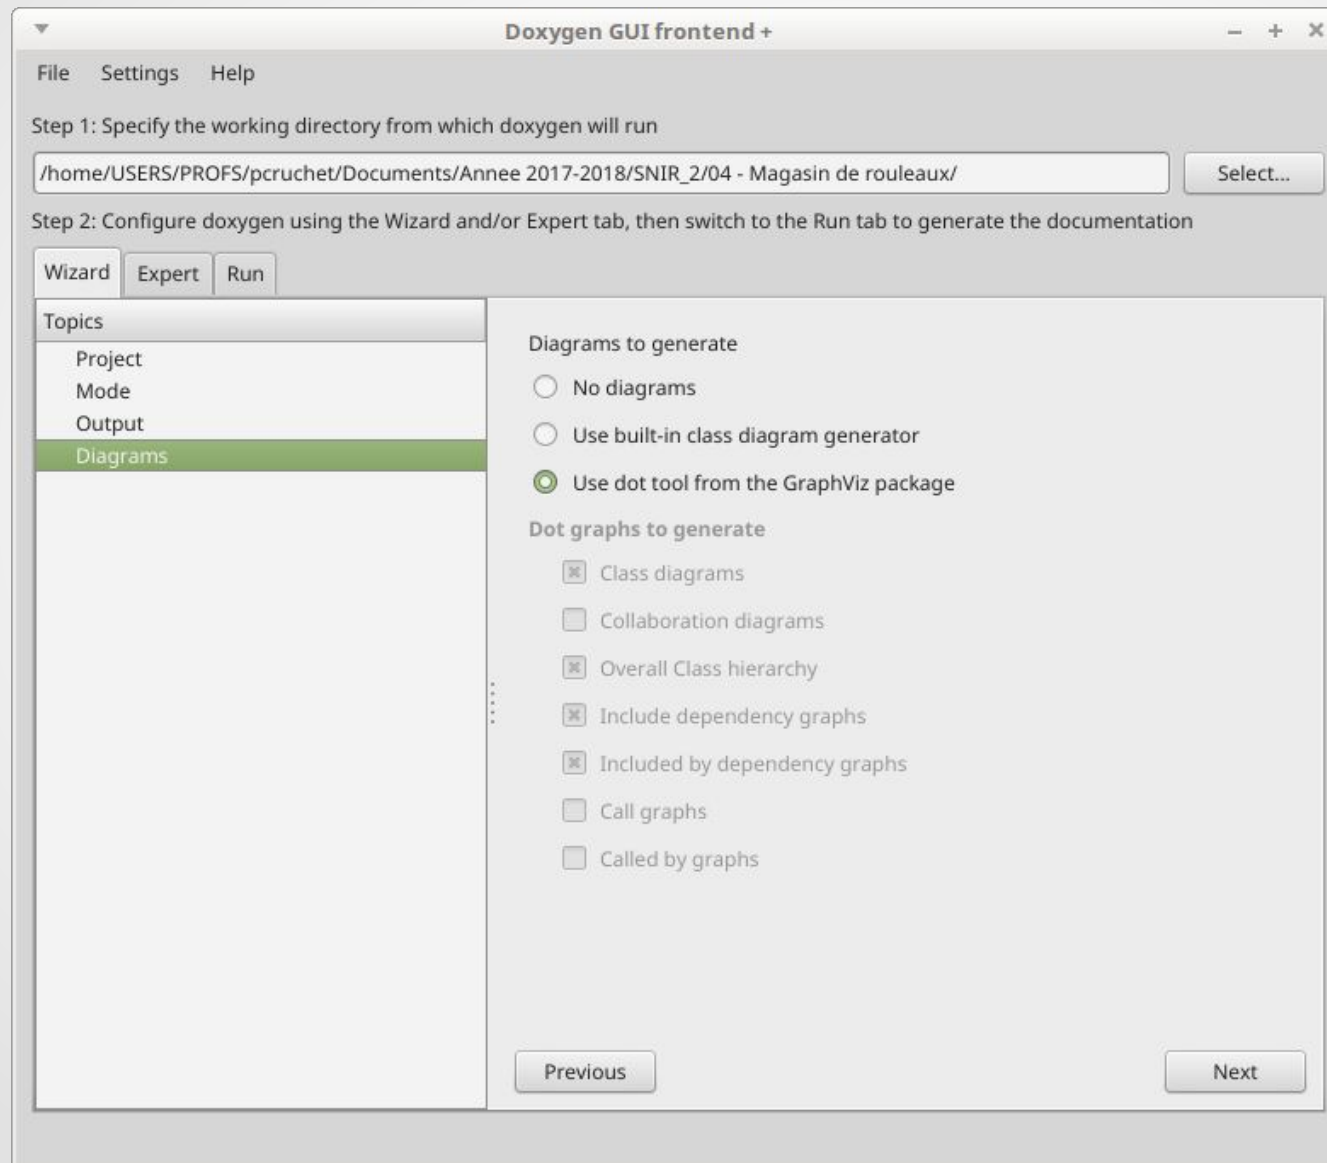 Doxygen GUI frontend +
File Settings Help
Step 1: Specify the working directory from which doxygen will run
/home/USERS/PROFS/pcruchet/Documents/Annee 2017-2018/SNIR_2/04 - Magasin de rouleaux/ Select...
Step 2: Configure doxygen using the Wizard and/or Expert tab, then switch to the Run tab to generate the documentation
Wizard Expert Run
Topics
Project
Mode
Output
Diagrams
Diagrams to generate
No diagrams
Use built-in class diagram generator
Use dot tool from the GraphViz package
Dot graphs to generate
Class diagrams
Collaboration diagrams
Overall Class hierarchy
Include dependency graphs
Included by dependency graphs
Call graphs
Called by graphs
Previous Next